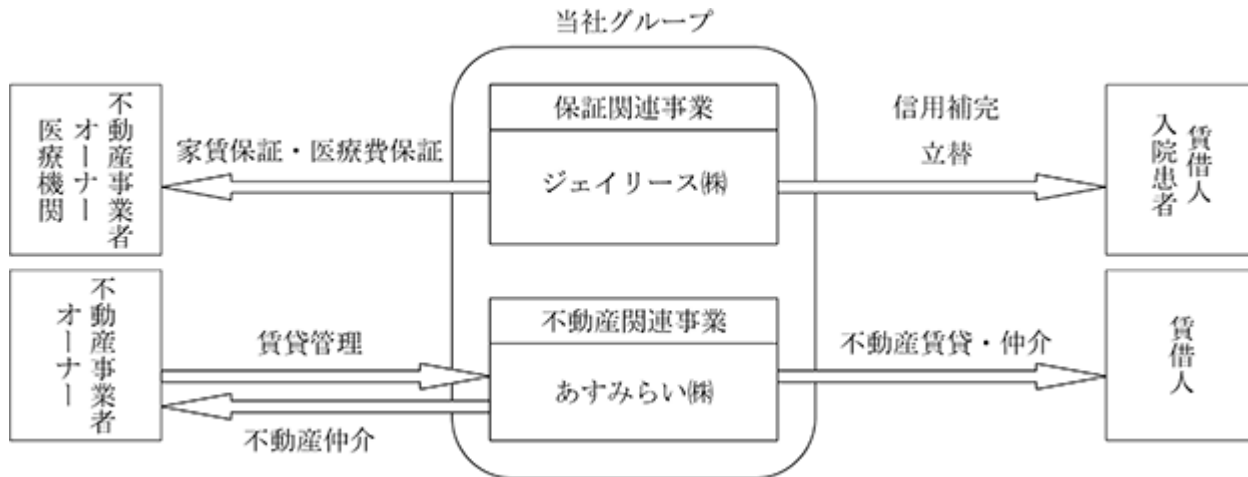 当社グループ
不動産事業者
オーナー
医療機関
家賃保証・医療費保証
保証関連事業
ジェイリース㈱
信用補完
立替
賃借人
入院患者
不動産事業者
オーナー
賃貸管理
不動産仲介
不動産関連事業
あすみらい㈱
不動産賃貸・仲介
賃借人